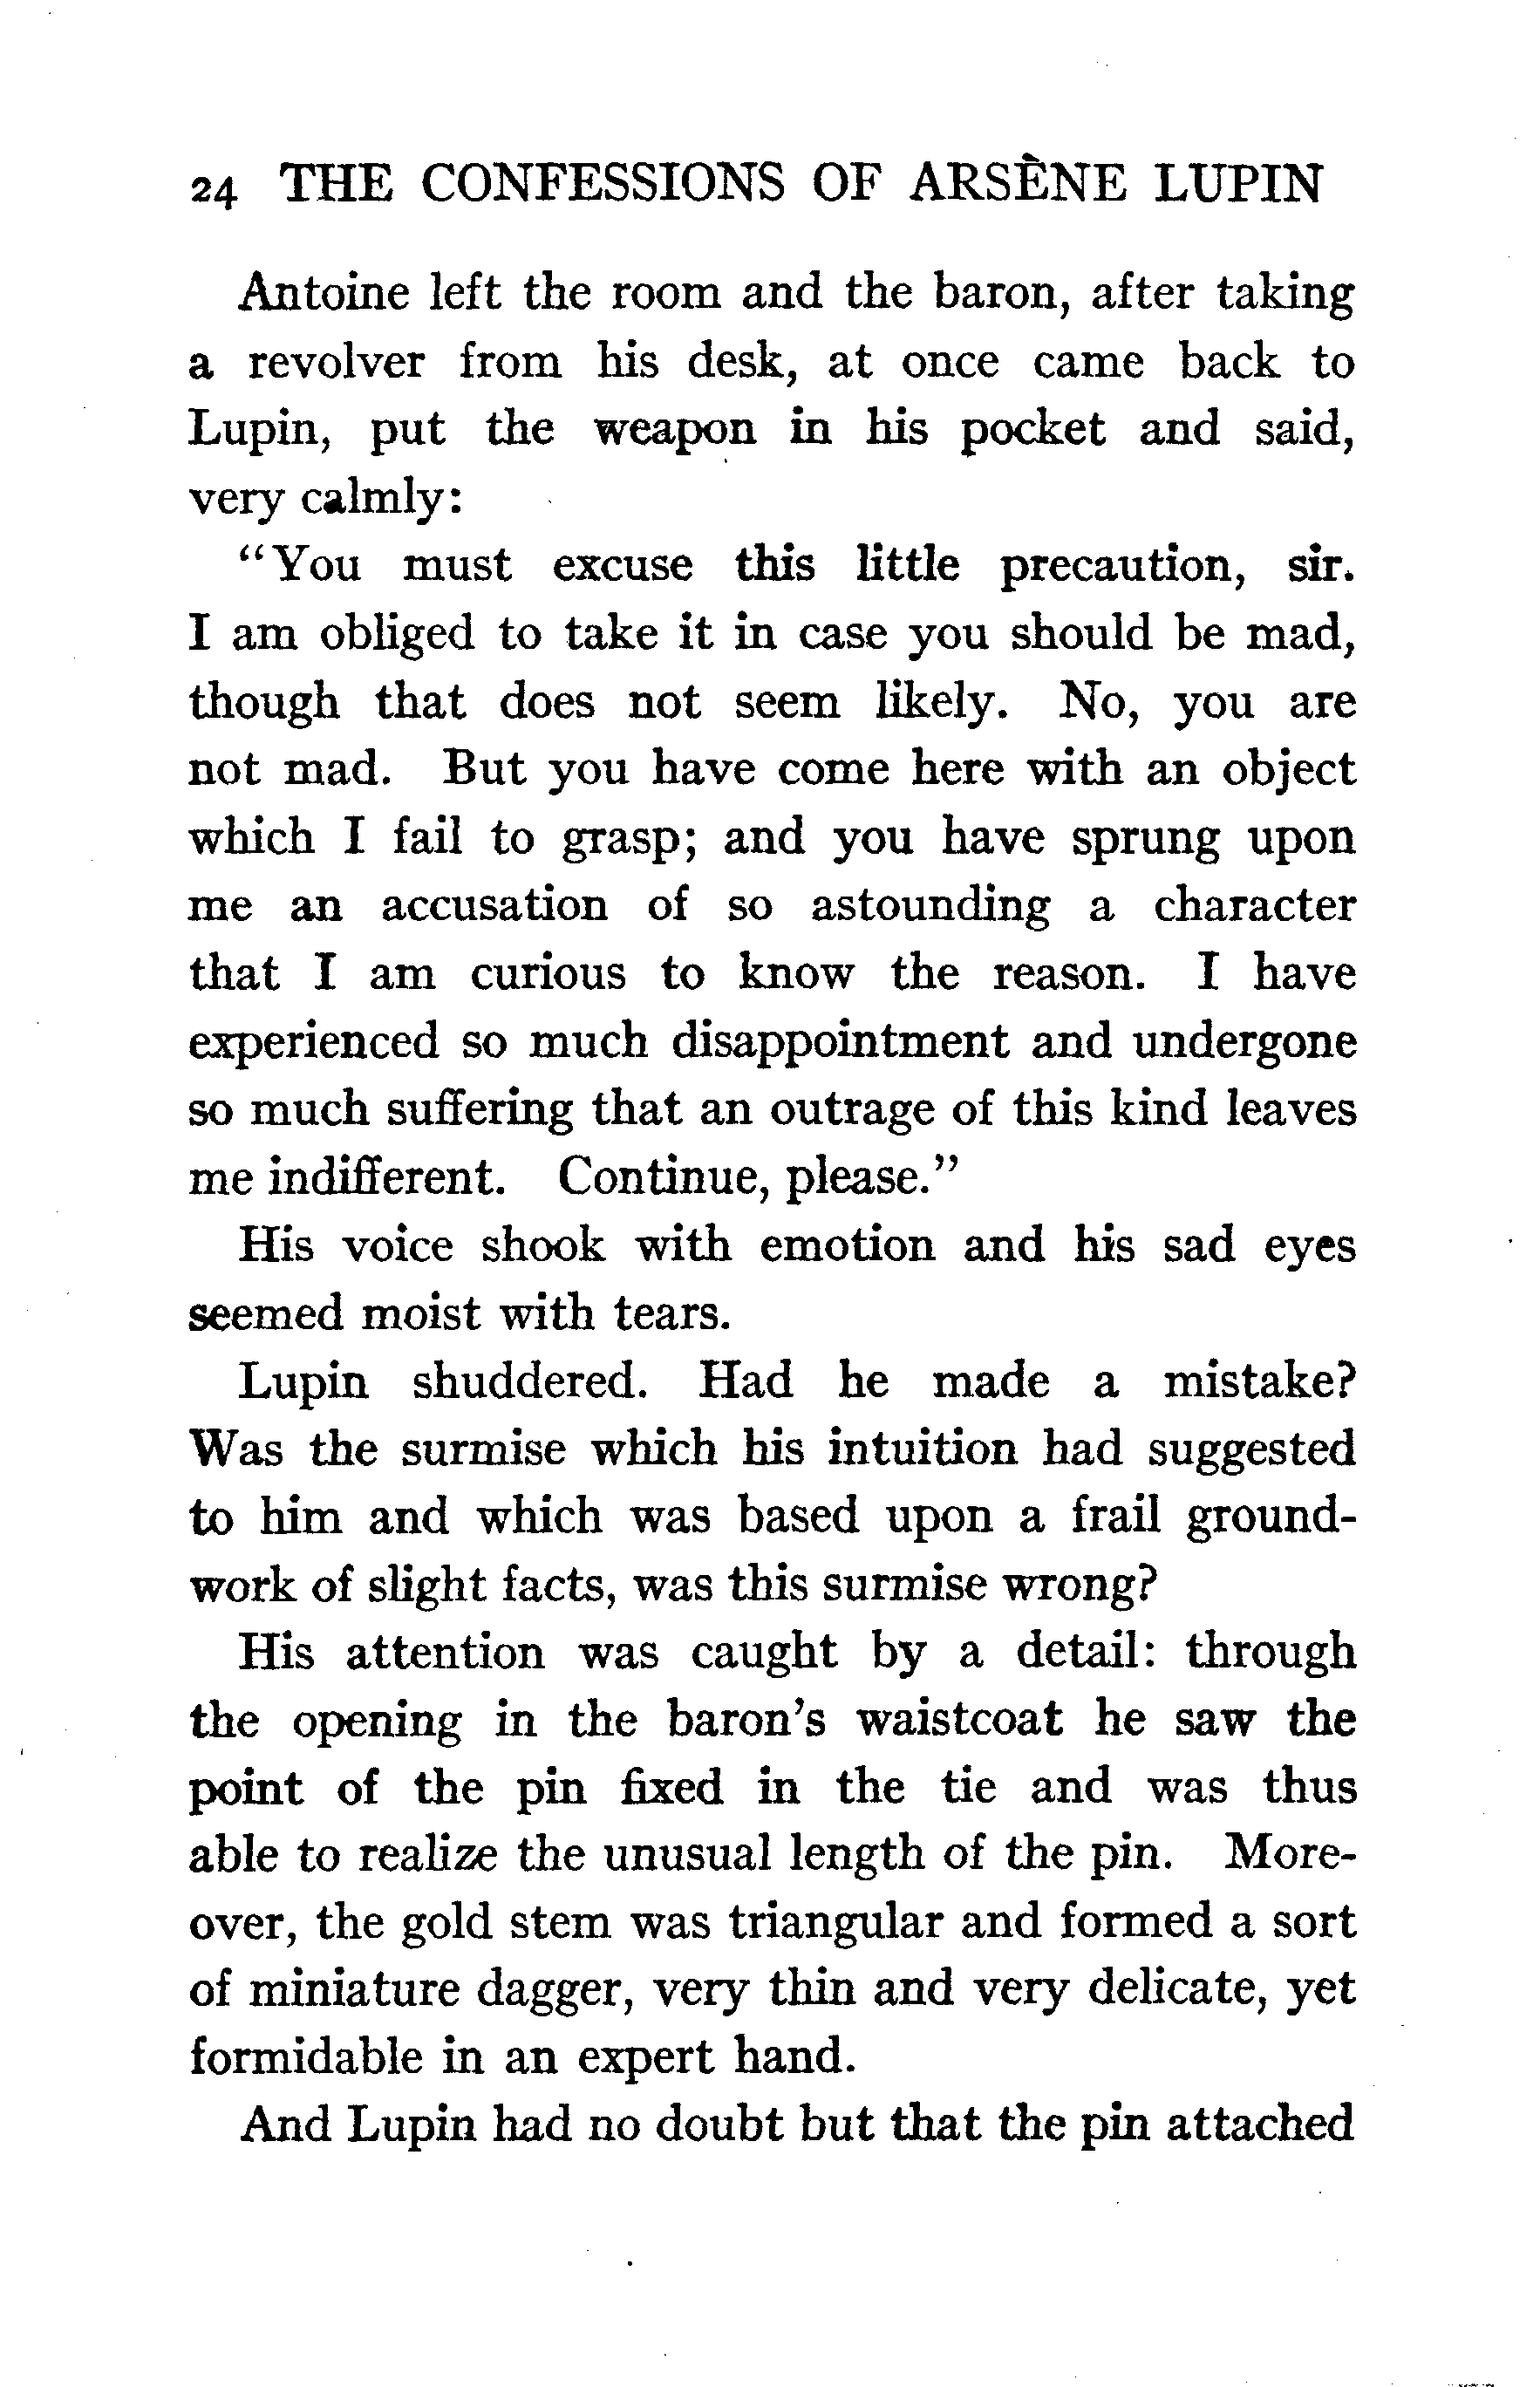 24 THE CONFESSIONS OF ARSÈNE LUPIN
Antoine left the room and the baron, after taking
a revolver from his desk, at once came back to
Lupin, put the weapon in his pocket and said,
very calmly:
"You must excuse this little precaution, sir.
I am obliged to take it in case you should be mad,
though that does not seem likely. No, you are
not mad. But you have come here with an object
which I fail to grasp; and you have sprung upon
me an accusation of so astounding a character
that I am curious to know the reason. I have
experienced so much disappointment and undergone
so much suffering that an outrage of this kind leaves
me indifferent. Continue, please."
His voice shook with emotion and his sad eyes
seemed moist with tears.
Lupin shuddered. Had he made a mistake?
Was the surmise which his intuition had suggested
to him and which was based upon a frail ground-
work of slight facts, was this surmise wrong?
His attention was caught by a detail: through
the opening in the baron's waistcoat he saw the
point of the pin fixed in the tie and was thus
able to realize the unusual length of the pin. More-
over, the gold stem was triangular and formed a sort
of miniature dagger, very thin and very delicate, yet
formidable in an expert hand.
And Lupin had no doubt but that the pin attached